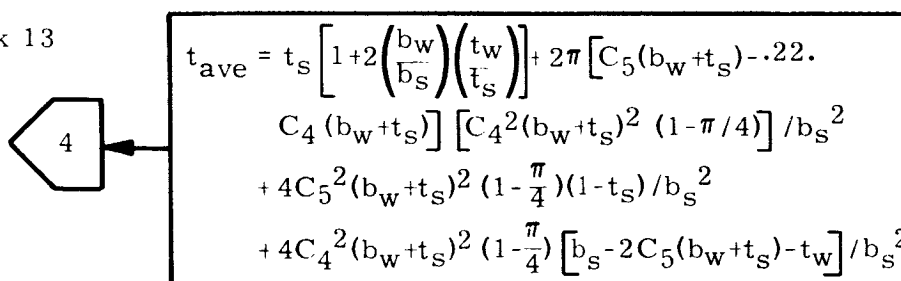 k 13
t_ave = t_s [1+2(b_w/b_s)(t_w/t_s)] + 2π [C_5(b_w+t_s)-.22.
C_4 (b_w+t_s)] [C_4^2(b_w+t_s)^2 (1-π/4)] /b_s^2
4
+ 4C_5^2(b_w+t_s)^2 (1-π/4)(1-t_s) /b_s^2
+ 4C_4^2(b_w+t_s)^2 (1-π/4) [b_s-2C_5(b_w+t_s)-t_w] /b_s^2